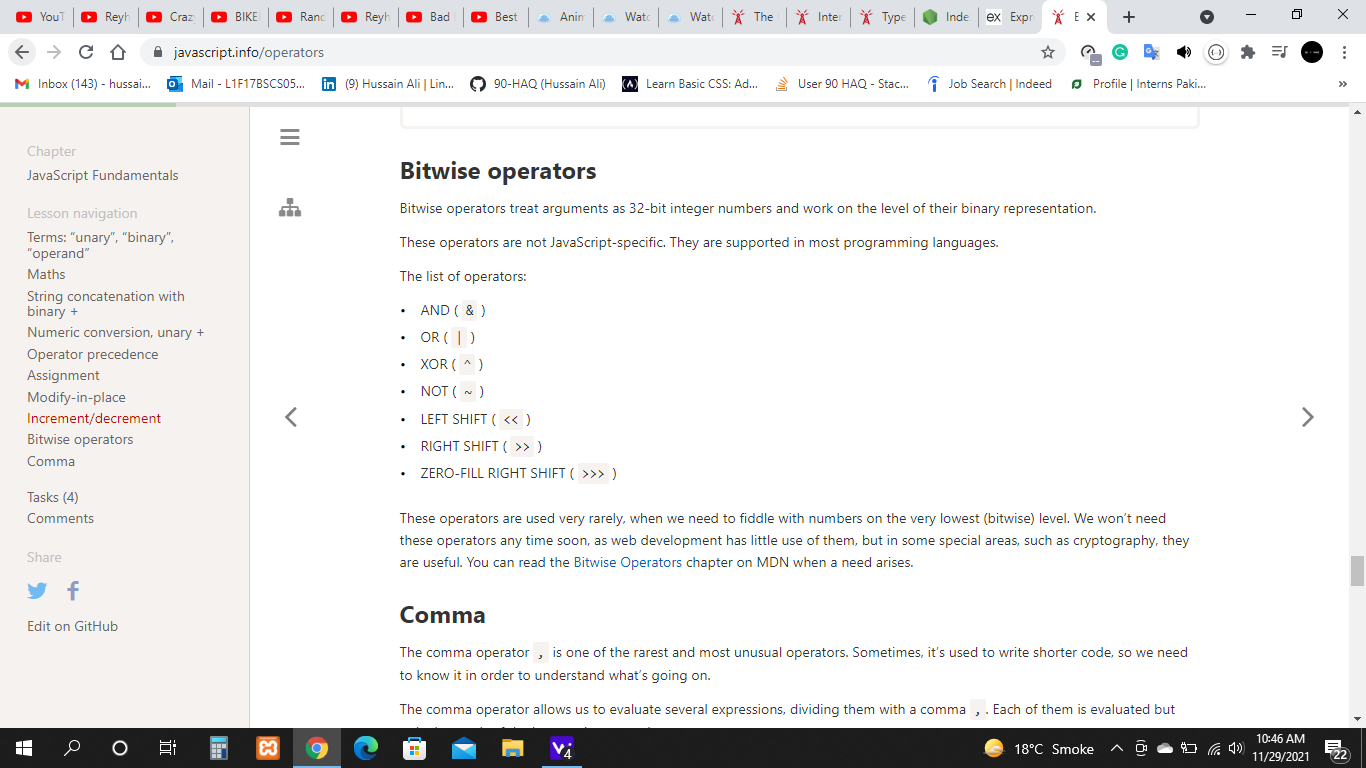 YouT
Reyh
Craz
BIKE
Ranc
Reyh
Bad
Best
Anim
Watc
Watc
The
Inter
Type
Inde
ex Expr
javascript.info/operators
Inbox (143) - hussai...
Mail - L1F17BSCS05...
(9) Hussain Ali | Lin...
90-HAQ (Hussain Ali)
Learn Basic CSS: Ad...
User 90 HAQ - Stac...
Job Search | Indeed
Profile | Interns Paki...
»
Chapter
JavaScript Fundamentals
Lesson navigation
Terms: “unary”, “binary”,
“operand”
Maths
String concatenation with
binary +
Numeric conversion, unary +
Operator precedence
Assignment
Modify-in-place
Increment/decrement
Bitwise operators
Comma
Tasks (4)
Comments
Share
Edit on GitHub
Bitwise operators
Bitwise operators treat arguments as 32-bit integer numbers and work on the level of their binary representation.
These operators are not JavaScript-specific. They are supported in most programming languages.
The list of operators:
• AND ( & )
• OR ( | )
• XOR ( ^ )
• NOT ( ~ )
• LEFT SHIFT ( << )
• RIGHT SHIFT ( >> )
• ZERO-FILL RIGHT SHIFT ( >>> )
These operators are used very rarely, when we need to fiddle with numbers on the very lowest (bitwise) level. We won’t need
these operators any time soon, as web development has little use of them, but in some special areas, such as cryptography, they
are useful. You can read the Bitwise Operators chapter on MDN when a need arises.
Comma
The comma operator , is one of the rarest and most unusual operators. Sometimes, it’s used to write shorter code, so we need
to know it in order to understand what’s going on.
The comma operator allows us to evaluate several expressions, dividing them with a comma , . Each of them is evaluated but
18°C Smoke
10:46 AM
11/29/2021
22